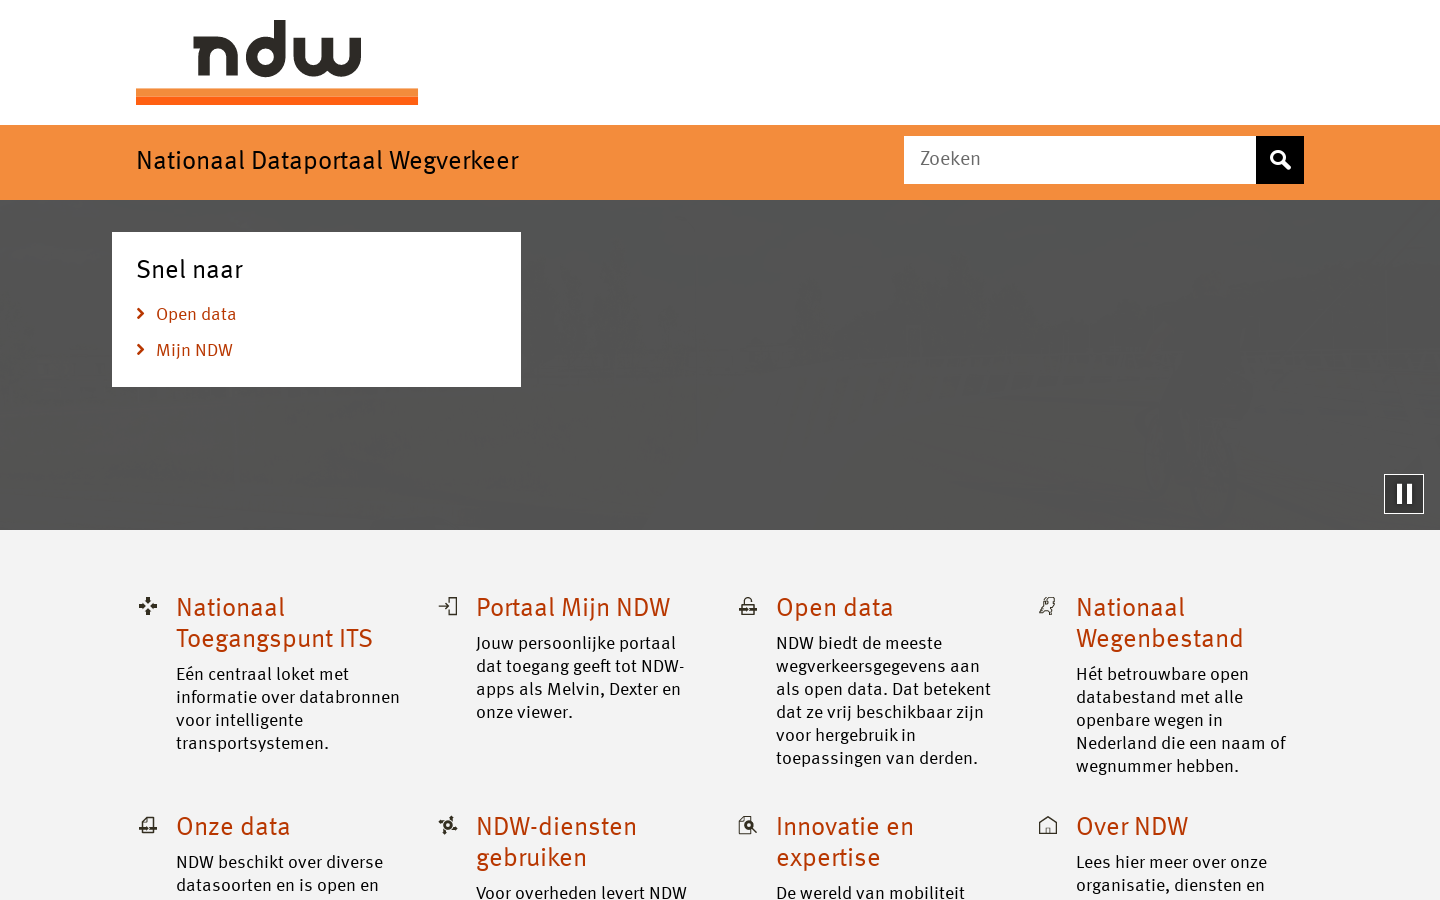 ndw
Nationaal Dataportaal Wegverkeer
Zoeken
Snel naar
Open data
Mijn NDW
Nationaal
Toegangspunt ITS
Eén centraal loket met
informatie over databronnen
voor intelligente
transportsystemen.
Portaal Mijn NDW
Jouw persoonlijke portaal
dat toegang geeft tot NDW-
apps als Melvin, Dexter en
onze viewer.
Open data
NDW biedt de meeste
wegverkeersgegevens aan
als open data. Dat betekent
dat ze vrij beschikbaar zijn
voor hergebruik in
toepassingen van derden.
Nationaal
Wegenbestand
Hét betrouwbare open
databestand met alle
openbare wegen in
Nederland die een naam of
wegnummer hebben.
Onze data
NDW beschikt over diverse
datasoorten en is open en
NDW-diensten
gebruiken
Voor overheden levert NDW
Innovatie en
expertise
De wereld van mobiliteit
Over NDW
Lees hier meer over onze
organisatie, diensten en